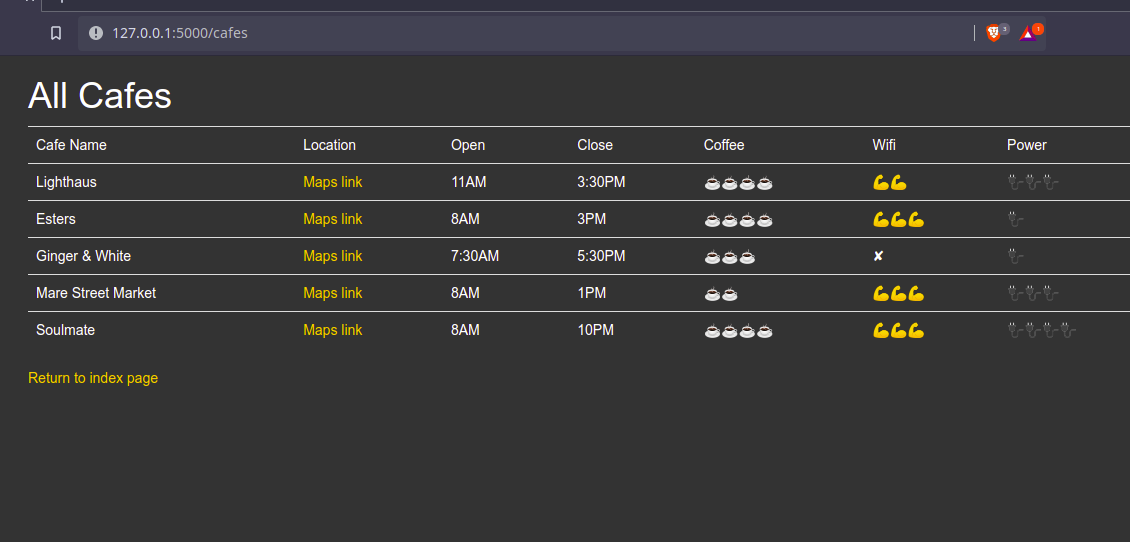 127.0.0.1:5000/cafes
3
1
All Cafes
Cafe Name Location Open Close Coffee Wifi Power
Lighthaus Maps link 11AM 3:30PM ☕☕☕☕ 💪💪 🔌🔌🔌
Esters Maps link 8AM 3PM ☕☕☕☕ 💪💪💪 🔌
Ginger & White Maps link 7:30AM 5:30PM ☕☕☕ ✘ 🔌
Mare Street Market Maps link 8AM 1PM ☕☕ 💪💪💪 🔌🔌🔌
Soulmate Maps link 8AM 10PM ☕☕☕☕ 💪💪💪 🔌🔌🔌🔌
Return to index page